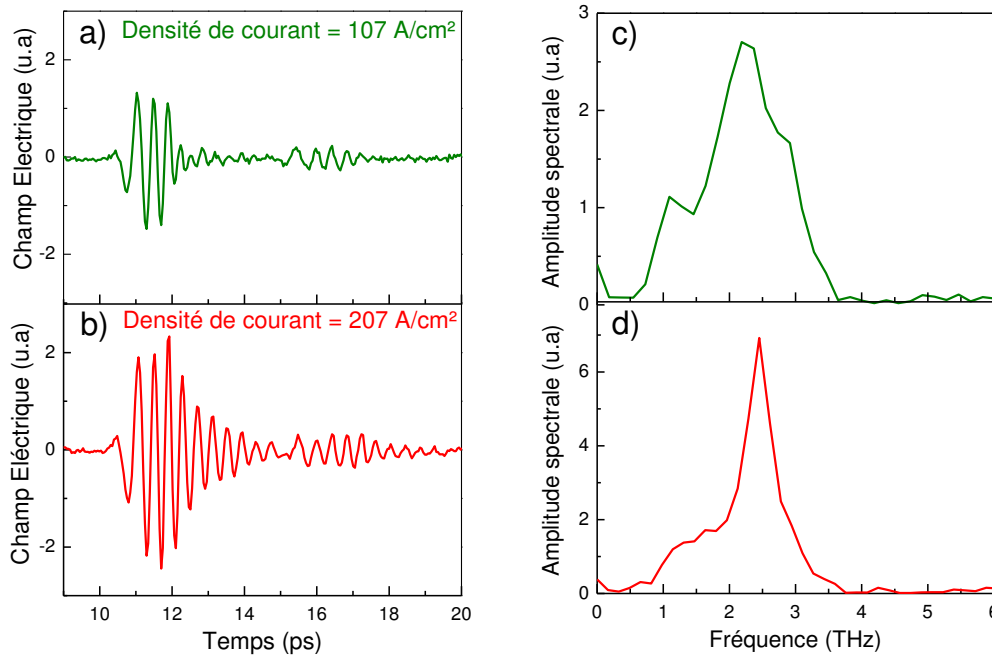 a)
Densité de courant = 107 A/cm²
Champ Electrique (u.a)
2
0
-2
b)
Densité de courant = 207 A/cm²
Champ Eléctrique (u.a)
2
0
-2
10 12 14 16 18 20
Temps (ps)
c)
Amplitude spectrale (u.a)
3
2
1
0
d)
Amplitude spectrale (u.a)
6
4
2
0
0 1 2 3 4 5 6
Fréquence (THz)